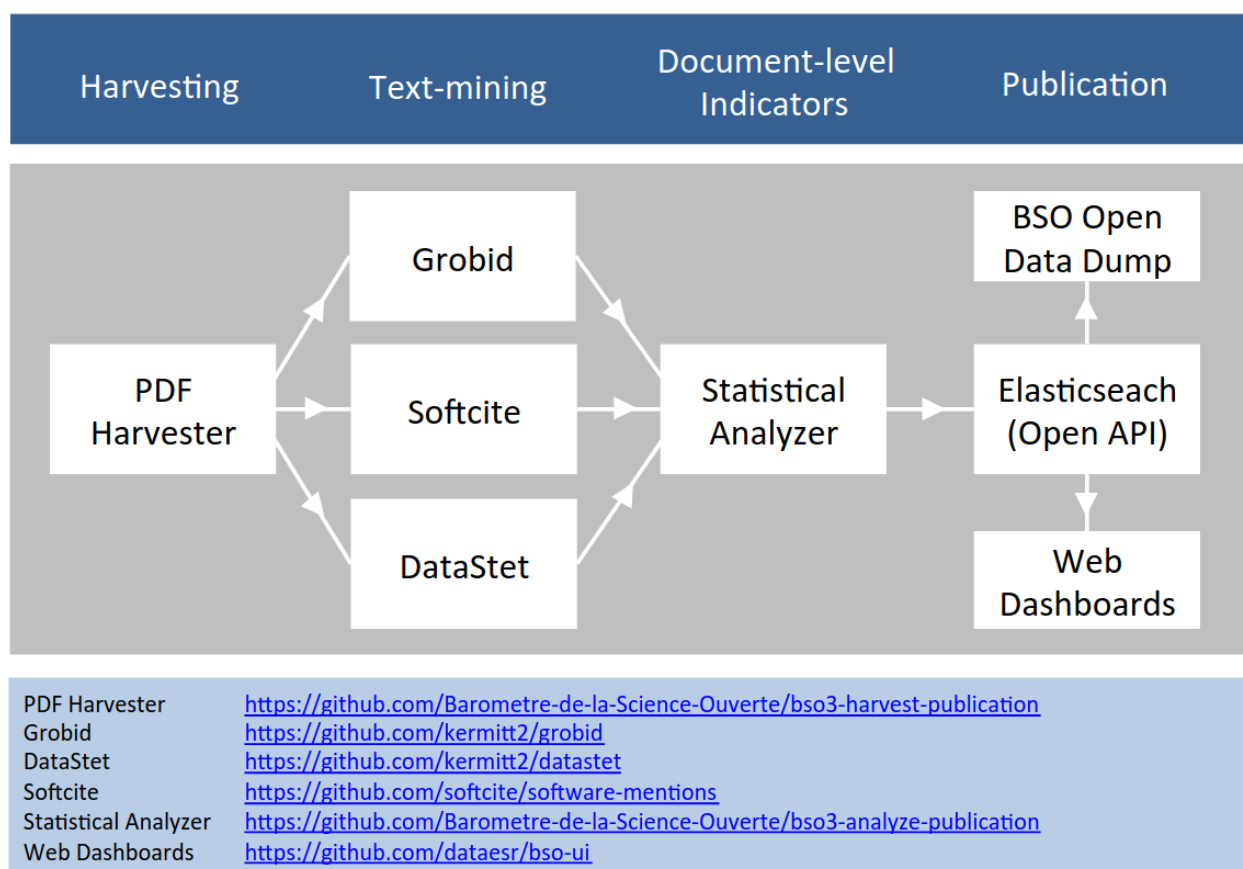 Harvesting
Text-mining
Document-level
Indicators
Publication
PDF
Harvester
Grobid
Softcite
DataStet
Statistical
Analyzer
BSO Open
Data Dump
Elasticseach
(Open API)
Web
Dashboards
PDF Harvester https://github.com/Barometre-de-la-Science-Ouverte/bso3-harvest-publication
Grobid https://github.com/kermitt2/grobid
DataStet https://github.com/kermitt2/datastet
Softcite https://github.com/softcite/software-mentions
Statistical Analyzer https://github.com/Barometre-de-la-Science-Ouverte/bso3-analyze-publication
Web Dashboards https://github.com/dataesr/bso-ui